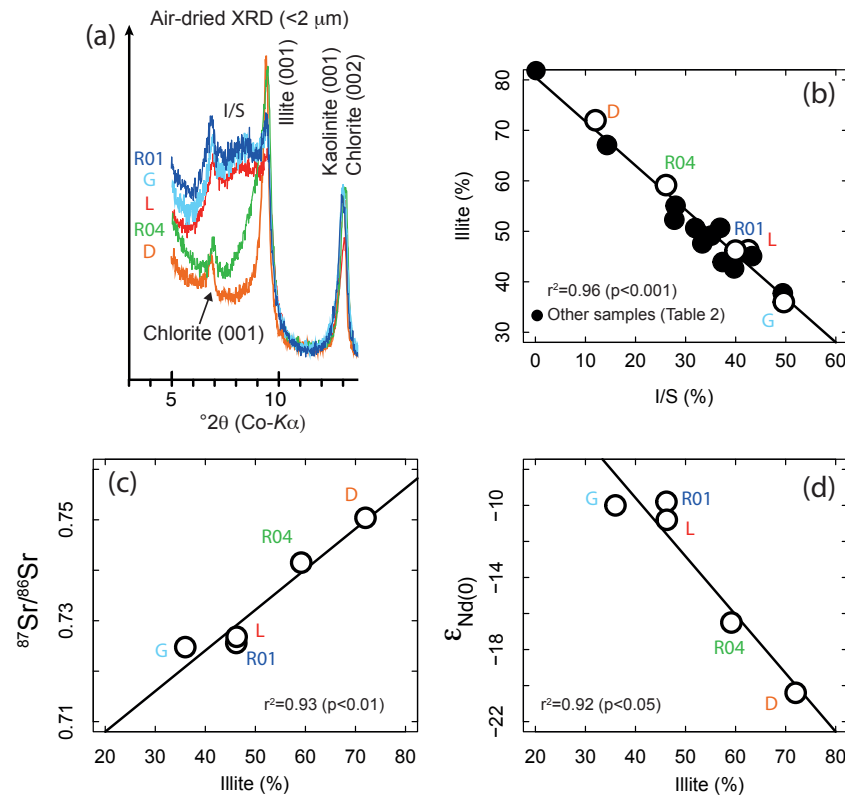 (a)
Air-dried XRD (<2 μm)
I/S
Illite (001)
Kaolinite (001)
Chlorite (002)
R01
G
L
R04
D
Chlorite (001)
5
10
°2θ (Co-Kα)
(b)
80
70
60
50
40
30
Illite (%)
D
R04
R01
L
G
r²=0.96 (p<0.001)
Other samples (Table 2)
0
10
20
30
40
50
60
I/S (%)
(c)
0.75
0.73
0.71
⁸⁷Sr/⁸⁶Sr
D
R04
L
G
R01
r²=0.93 (p<0.01)
20
30
40
50
60
70
80
Illite (%)
(d)
-10
-14
-18
-22
εNd(0)
G
R01
L
R04
D
r²=0.92 (p<0.05)
20
30
40
50
60
70
80
Illite (%)